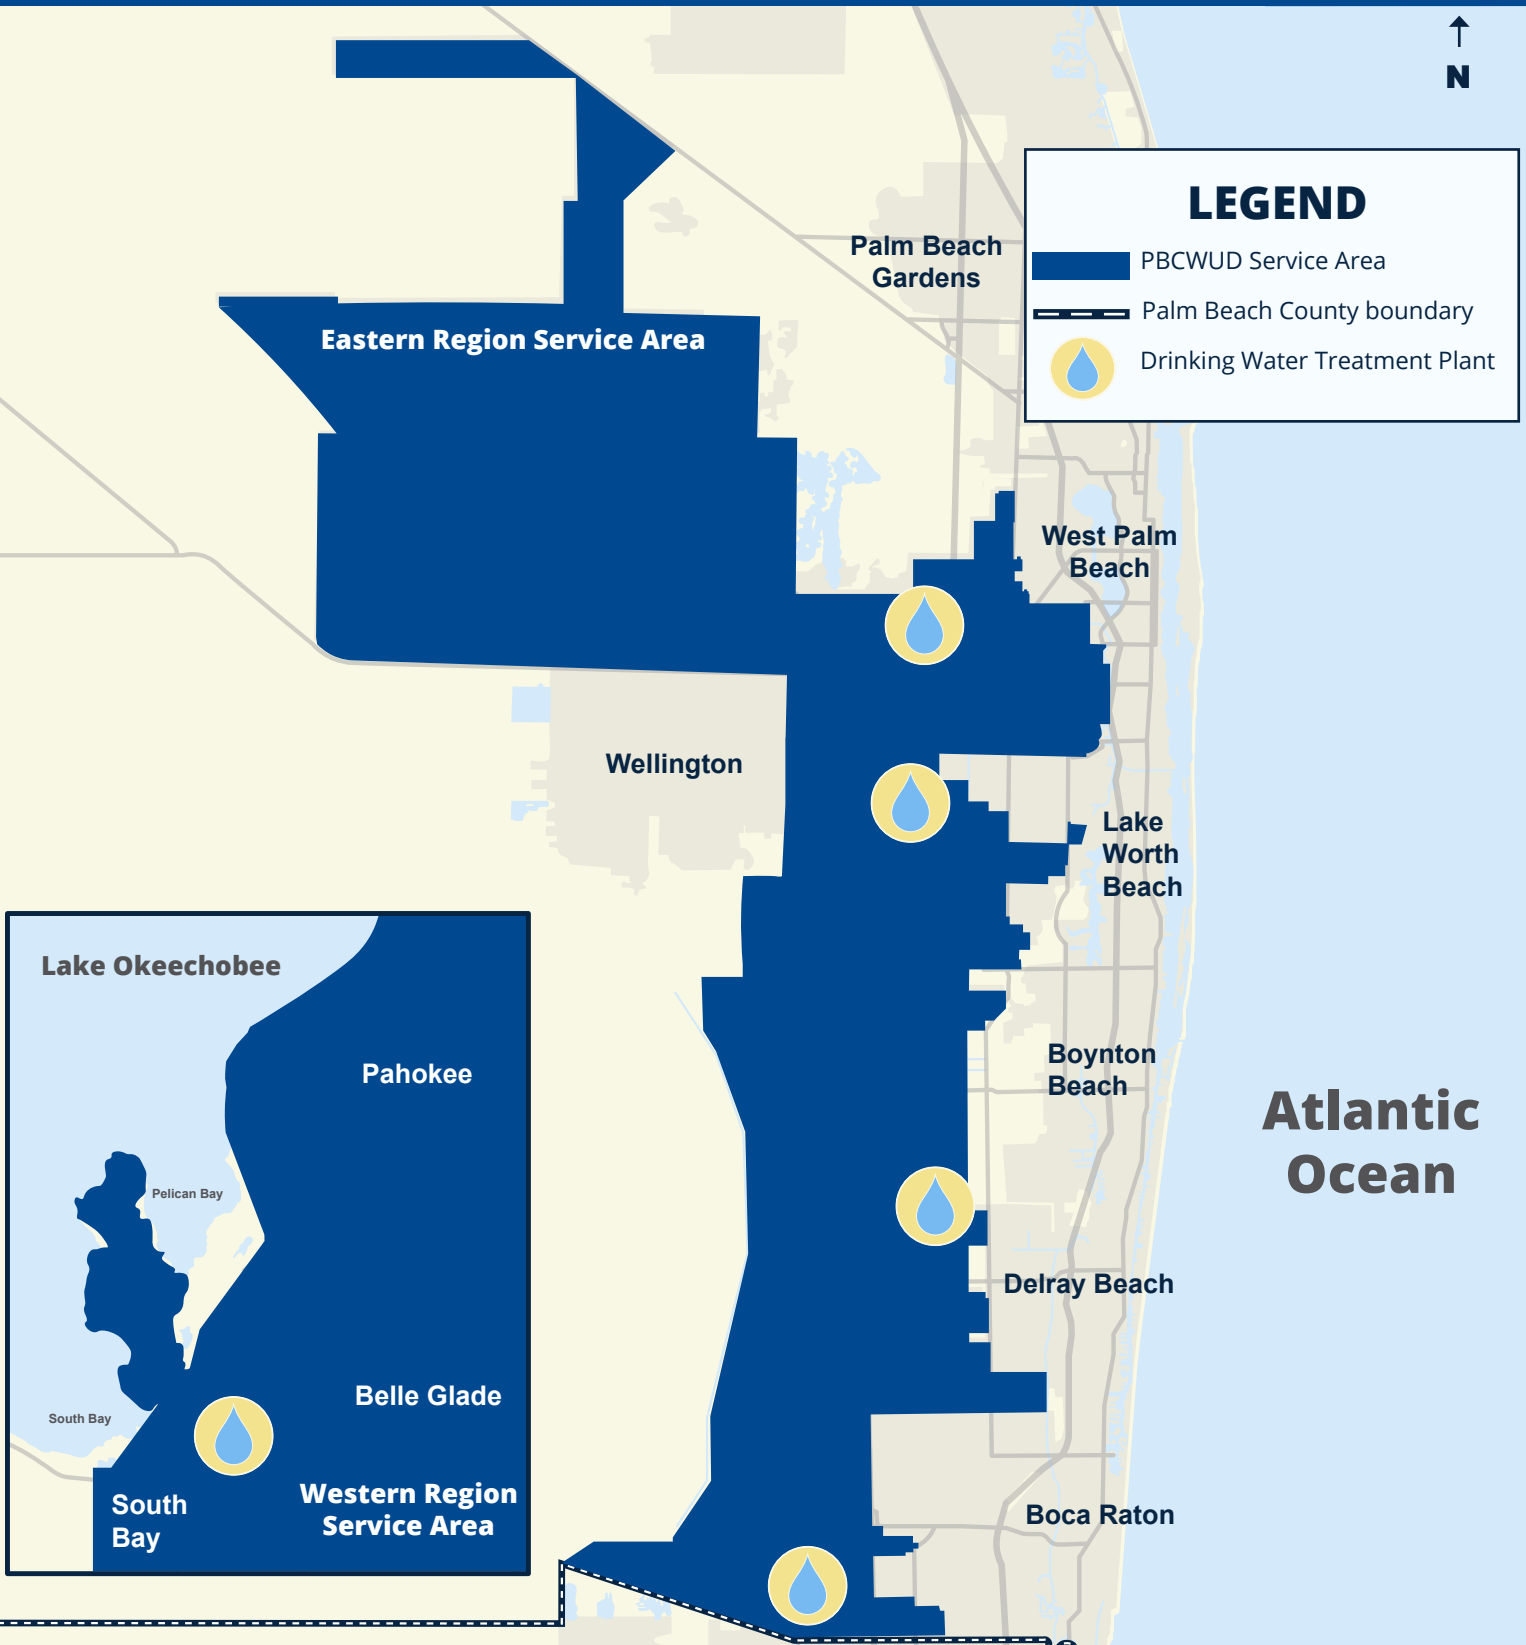 N
LEGEND
PBCWUD Service Area
Palm Beach County boundary
Drinking Water Treatment Plant
Palm Beach
Gardens
Eastern Region Service Area
West Palm
Beach
Wellington
Lake
Worth
Beach
Lake Okeechobee
Pahokee
Boynton
Beach
Atlantic
Ocean
Pelican Bay
Delray Beach
Belle Glade
South Bay
Western Region
Service Area
South
Bay
Boca Raton